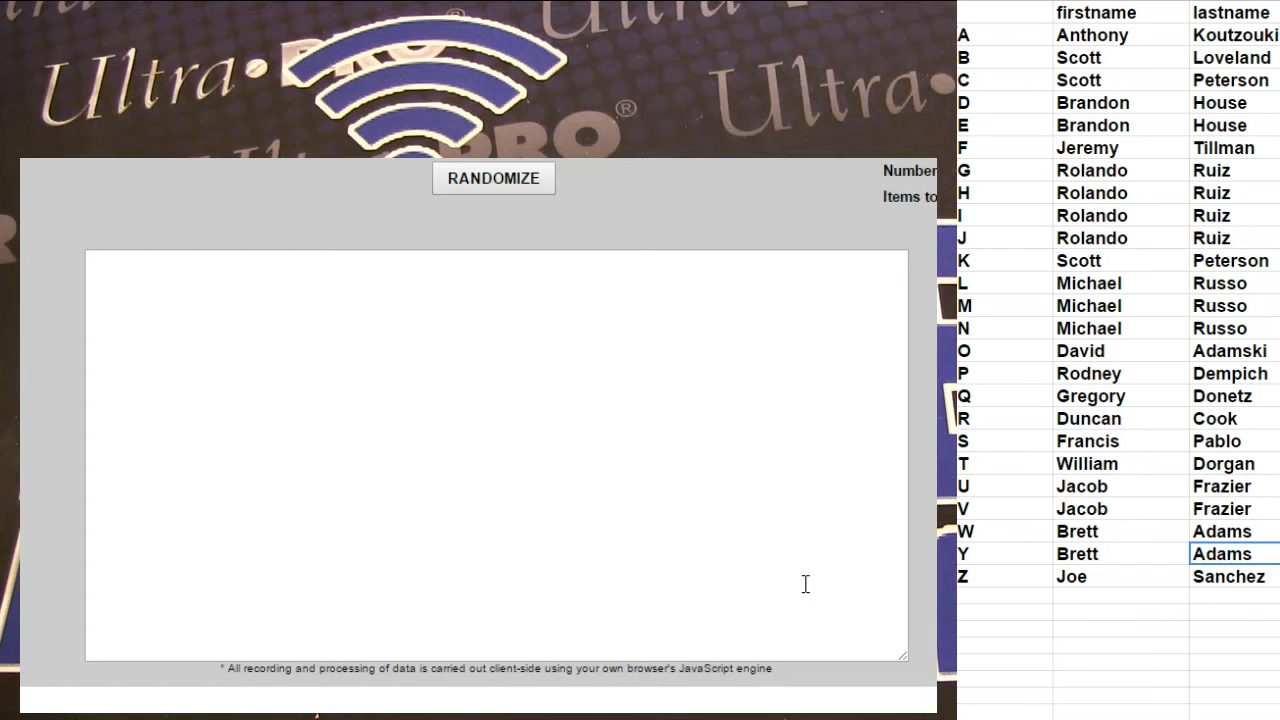 Ultra•PRO
Ultra•PRO®
Ultra•
RANDOMIZE
Number
Items to
* All recording and processing of data is carried out client-side using your own browser's JavaScript engine
firstname lastname
A Anthony Koutzouki
B Scott Loveland
C Scott Peterson
D Brandon House
E Brandon House
F Jeremy Tillman
G Rolando Ruiz
H Rolando Ruiz
I Rolando Ruiz
J Rolando Ruiz
K Scott Peterson
L Michael Russo
M Michael Russo
N Michael Russo
O David Adamski
P Rodney Dempich
Q Gregory Donetz
R Duncan Cook
S Francis Pablo
T William Dorgan
U Jacob Frazier
V Jacob Frazier
W Brett Adams
Y Brett Adams
Z Joe Sanchez